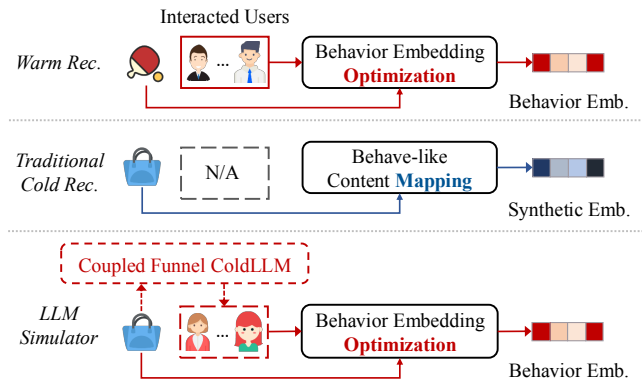 Interacted Users
Warm Rec.
...
Behavior Embedding
Optimization
Behavior Emb.
Traditional
Cold Rec.
N/A
Behave-like
Content Mapping
Synthetic Emb.
Coupled Funnel ColdLLM
LLM
Simulator
...
Behavior Embedding
Optimization
Behavior Emb.